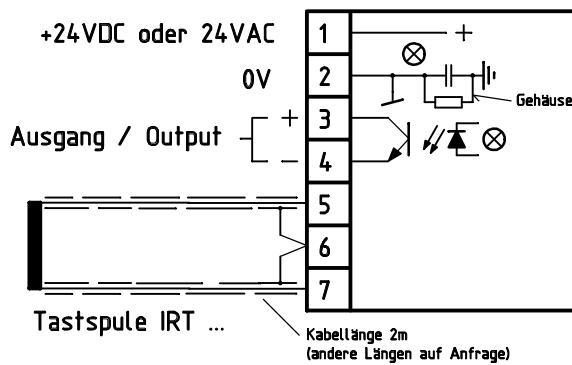 +24VDC oder 24VAC
1
+
0V
2
Gehäuse
Ausgang / Output
+
3
-
4
5
6
7
Tastspule IRT ...
Kabellänge 2m
(andere Längen auf Anfrage)